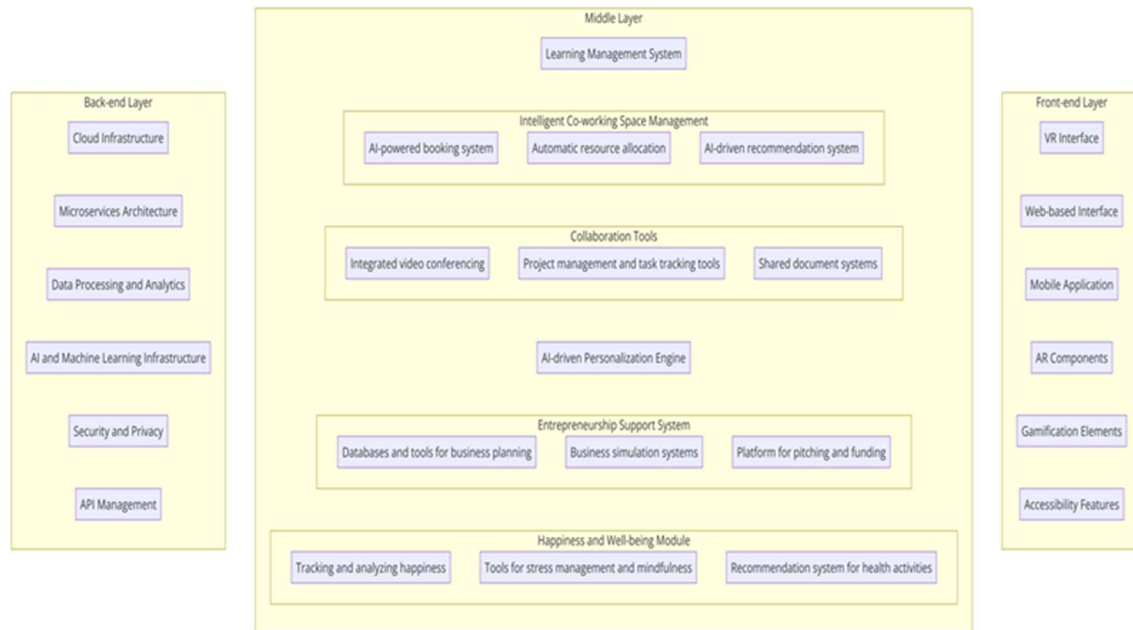 Back-end Layer
Cloud Infrastructure
Microservices Architecture
Data Processing and Analytics
AI and Machine Learning Infrastructure
Security and Privacy
API Management
Middle Layer
Learning Management System
Intelligent Co-working Space Management
AI-powered booking system
Automatic resource allocation
AI-driven recommendation system
Collaboration Tools
Integrated video conferencing
Project management and task tracking tools
Shared document systems
AI-driven Personalization Engine
Entrepreneurship Support System
Databases and tools for business planning
Business simulation systems
Platform for pitching and funding
Happiness and Well-being Module
Tracking and analyzing happiness
Tools for stress management and mindfulness
Recommendation system for health activities
Front-end Layer
VR Interface
Web-based Interface
Mobile Application
AR Components
Gamification Elements
Accessibility Features